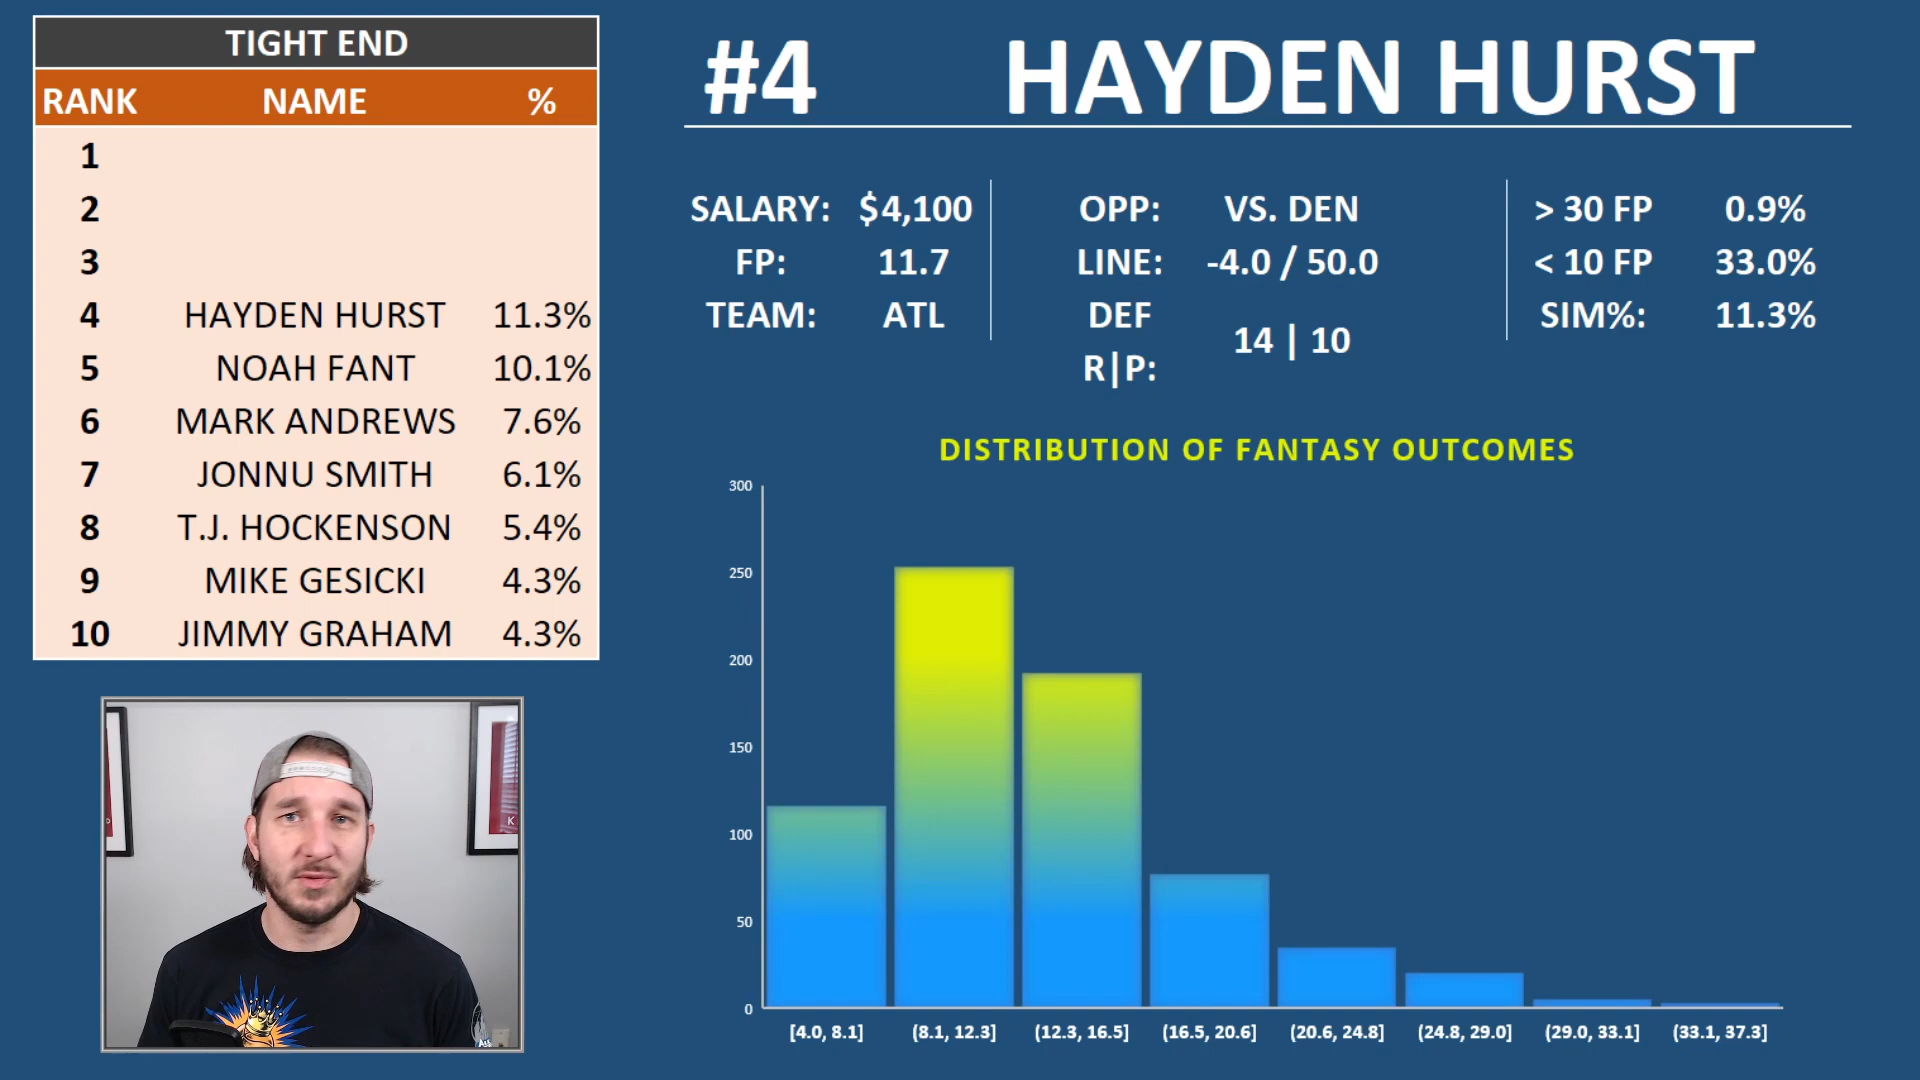 TIGHT END
RANK NAME %
1
2
3
4 HAYDEN HURST 11.3%
5 NOAH FANT 10.1%
6 MARK ANDREWS 7.6%
7 JONNU SMITH 6.1%
8 T.J. HOCKENSON 5.4%
9 MIKE GESICKI 4.3%
10 JIMMY GRAHAM 4.3%
#4 HAYDEN HURST
SALARY: $4,100
FP: 11.7
TEAM: ATL
OPP: VS. DEN
LINE: -4.0 / 50.0
DEF
R|P: 14 | 10
> 30 FP 0.9%
< 10 FP 33.0%
SIM%: 11.3%
DISTRIBUTION OF FANTASY OUTCOMES
300
250
200
150
100
50
0
[4.0, 8.1] (8.1, 12.3] (12.3, 16.5] (16.5, 20.6] (20.6, 24.8] (24.8, 29.0] (29.0, 33.1] (33.1, 37.3]